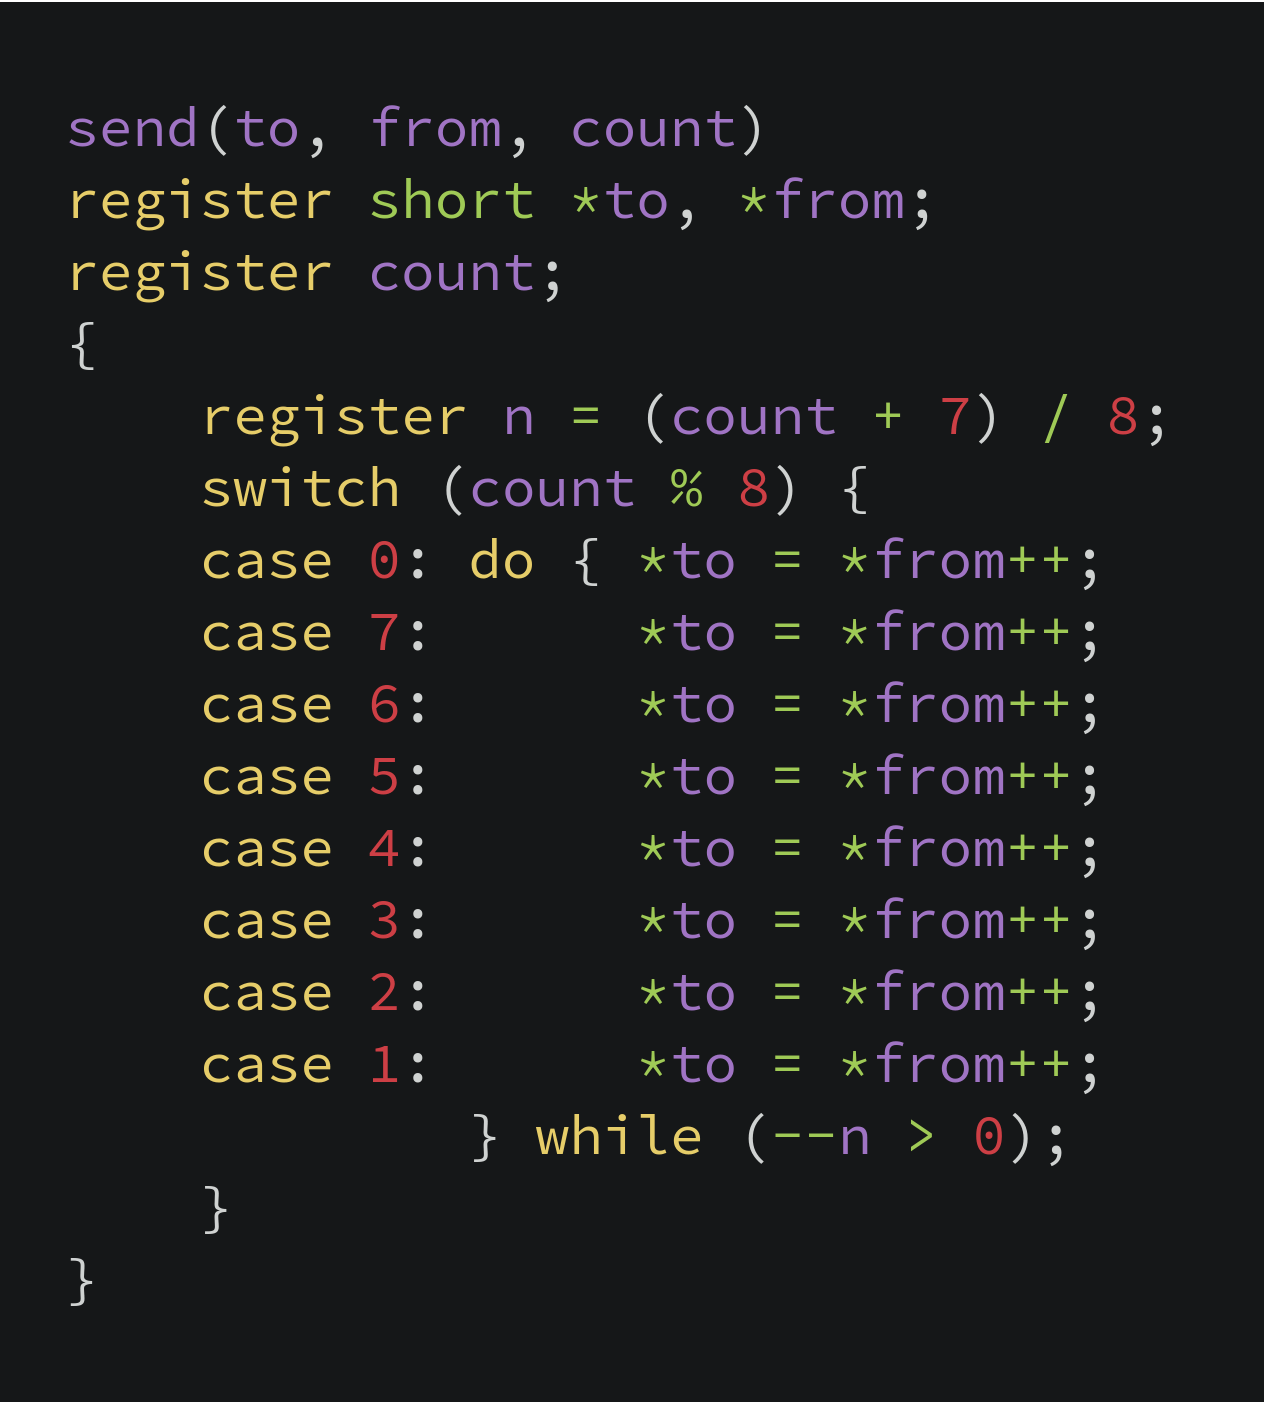 send(to, from, count)
register short *to, *from;
register count;
{
    register n = (count + 7) / 8;
    switch (count % 8) {
    case 0: do { *to = *from++;
    case 7:      *to = *from++;
    case 6:      *to = *from++;
    case 5:      *to = *from++;
    case 4:      *to = *from++;
    case 3:      *to = *from++;
    case 2:      *to = *from++;
    case 1:      *to = *from++;
            } while (--n > 0);
    }
}